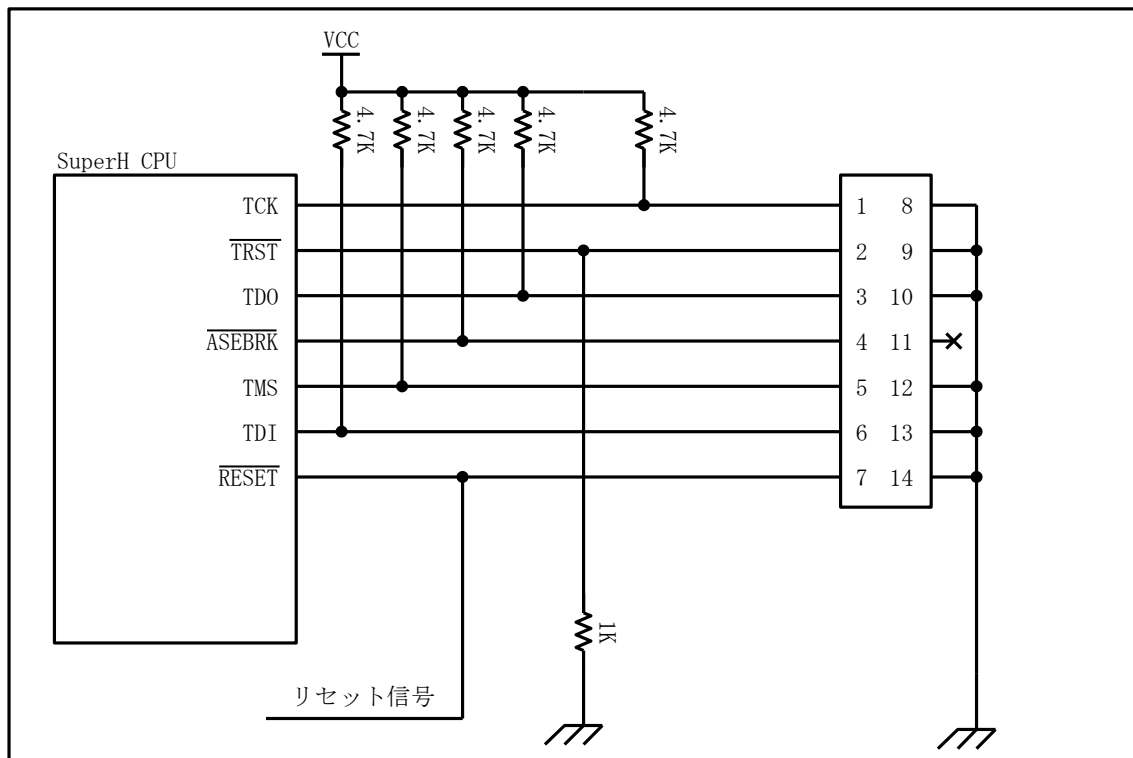 VCC
4.7K
4.7K
4.7K
4.7K
4.7K
SuperH CPU
TCK
1 8
TRST
2 9
TDO
3 10
ASEBRK
4 11
TMS
5 12
TDI
6 13
RESET
7 14
1K
リセット信号